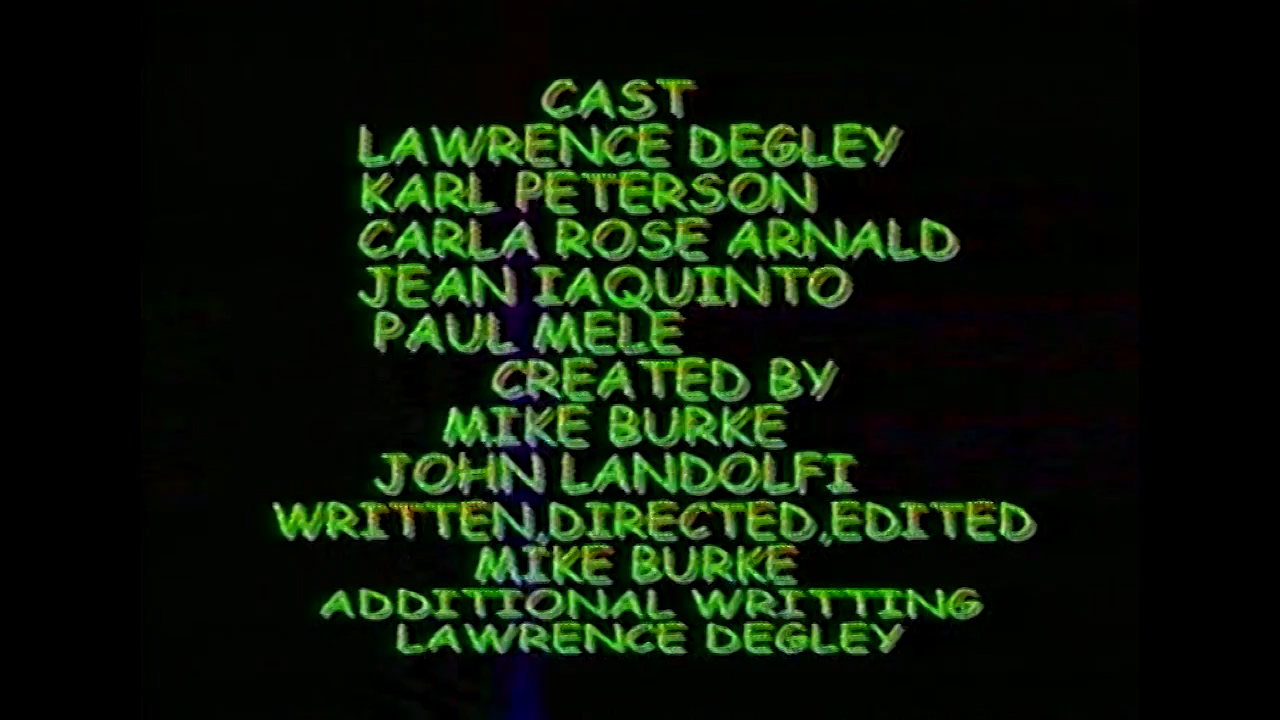 CAST
LAWRENCE DEGLEY
KARL PETERSON
CARLA ROSE ARNALD
JEAN IAQUINTO
PAUL MELE
CREATED BY
MIKE BURKE
JOHN LANDOLFI
WRITTEN,DIRECTED,EDITED
MIKE BURKE
ADDITIONAL WRITTING
LAWRENCE DEGLEY